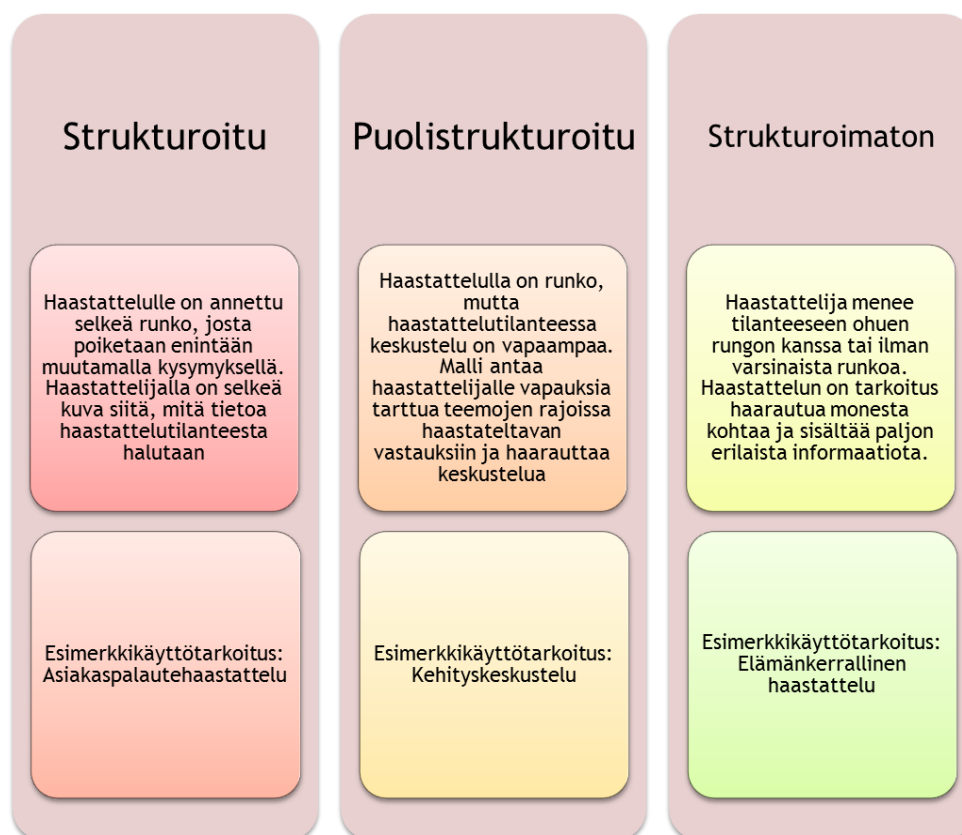 Strukturoitu
Haastattelulle on annettu
selkeä runko, josta
poiketaan enintään
muutamalla kysymyksellä.
Haastattelijalla on selkeä
kuva siitä, mitä tietoa
haastattelutilanteesta
halutaan
Esimerkkikäyttötarkoitus:
Asiakaspalautehaastattelu
Puolistrukturoitu
Haastattelulla on runko,
mutta
haastattelutilanteessa
keskustelu on vapaampaa.
Malli antaa
haastattelijalle vapauksia
tarttua teemojen rajoissa
haastateltavan
vastauksiin ja haarauttaa
keskustelua
Esimerkkikäyttötarkoitus:
Kehityskeskustelu
Strukturoimaton
Haastattelija menee
tilanteeseen ohuen
rungon kanssa tai ilman
varsinaista runkoa.
Haastattelun on tarkoitus
haarautua monesta
kohtaa ja sisältää paljon
erilaista informaatiota.
Esimerkkikäyttötarkoitus:
Elämänkerrallinen
haastattelu